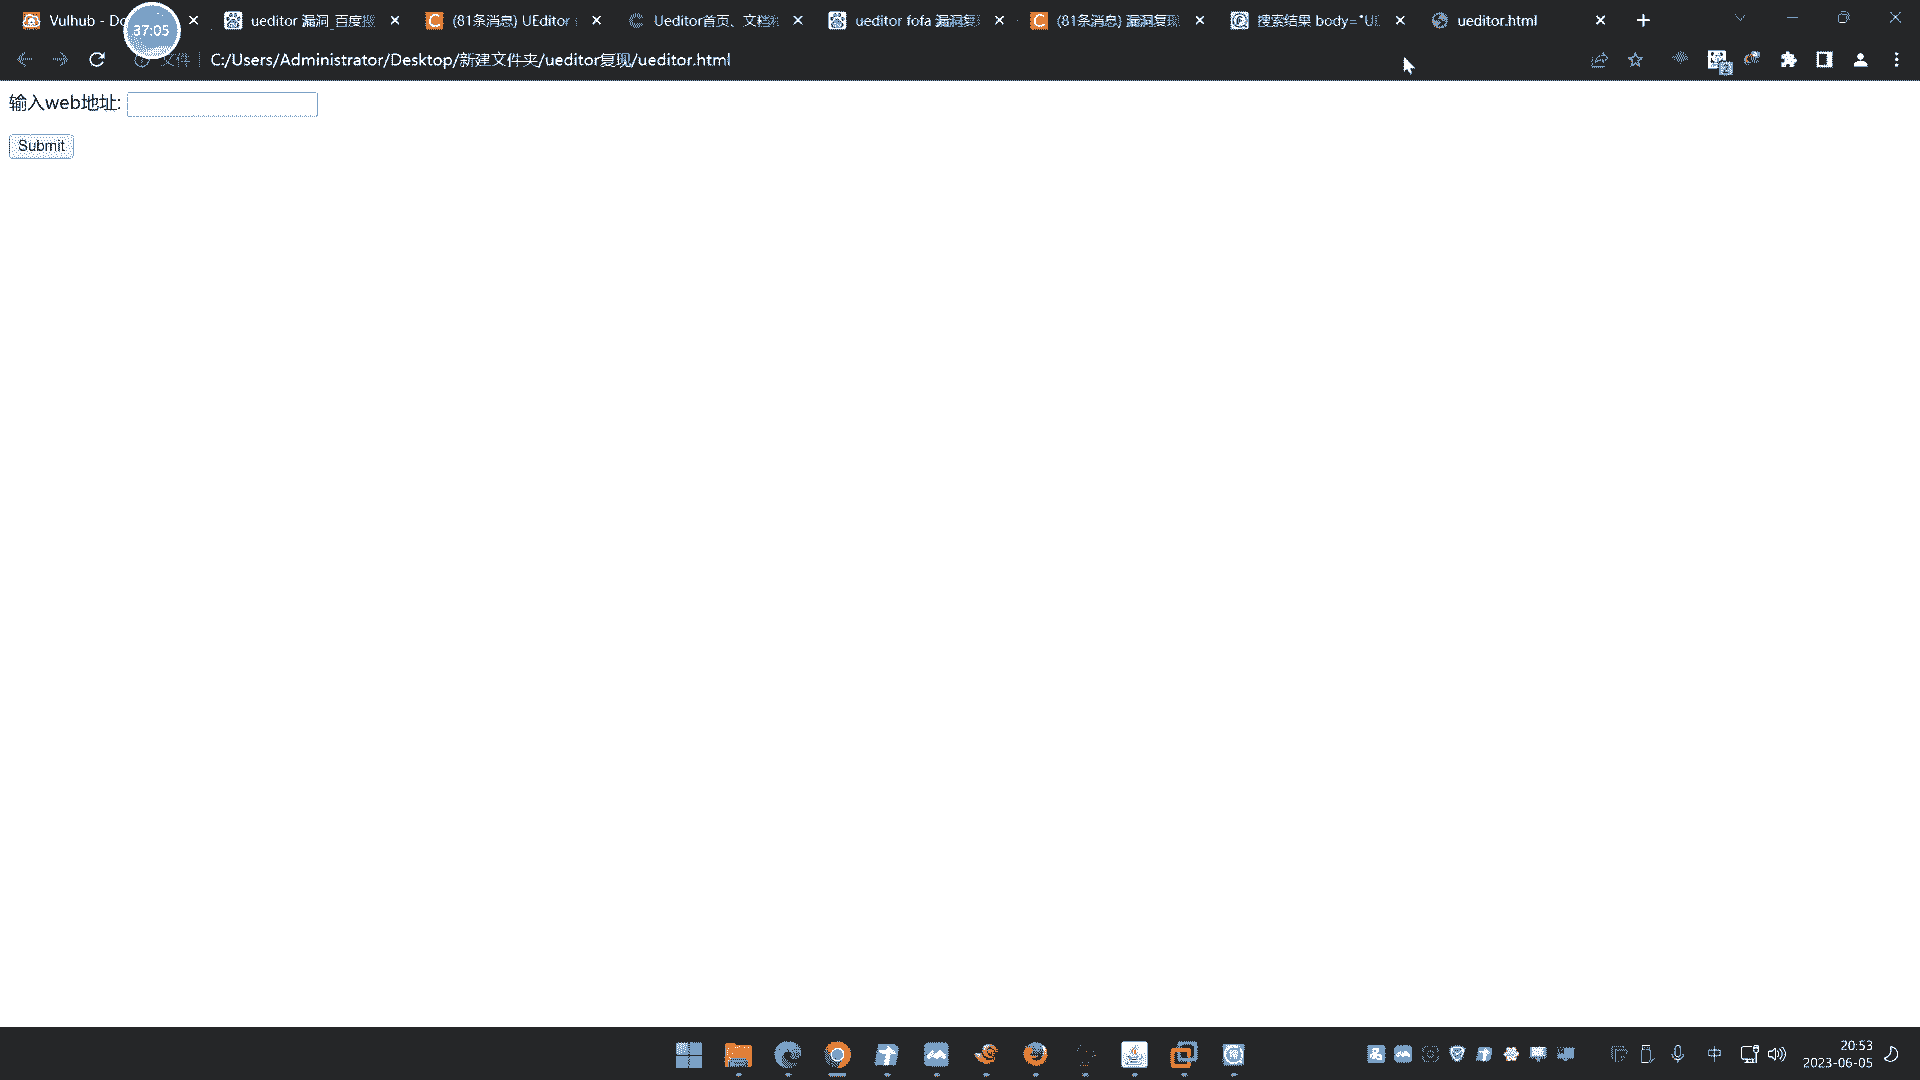 Vulhub - Do
37:05
ueditor 漏洞_百度搜
(81条消息) UEditor
Ueditor首页、文档和
ueditor fofa 漏洞复现
(81条消息) 漏洞复现
搜索结果 body="UE
ueditor.html
文件
C:/Users/Administrator/Desktop/新建文件夹/ueditor复现/ueditor.html
2
输入web地址:
Submit
中
20:53
2023-06-05